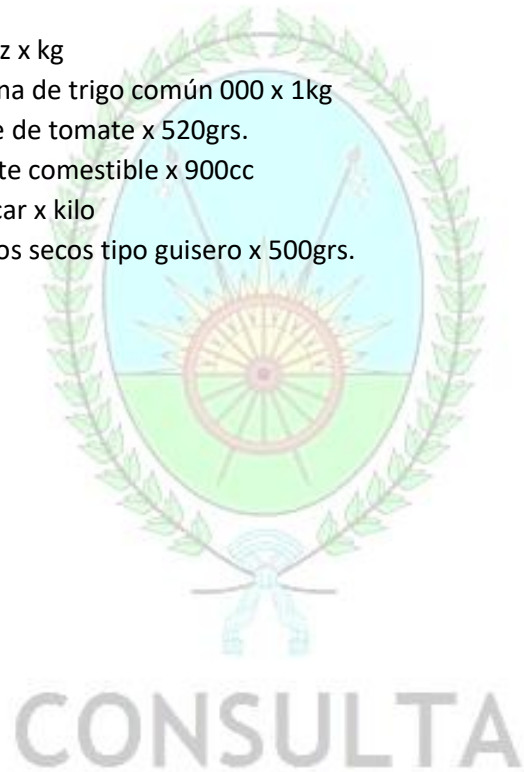 z x kg
na de trigo común 000 x 1kg
e de tomate x 520grs.
te comestible x 900cc
ar x kilo
os secos tipo guisero x 500grs.
CONSULTA